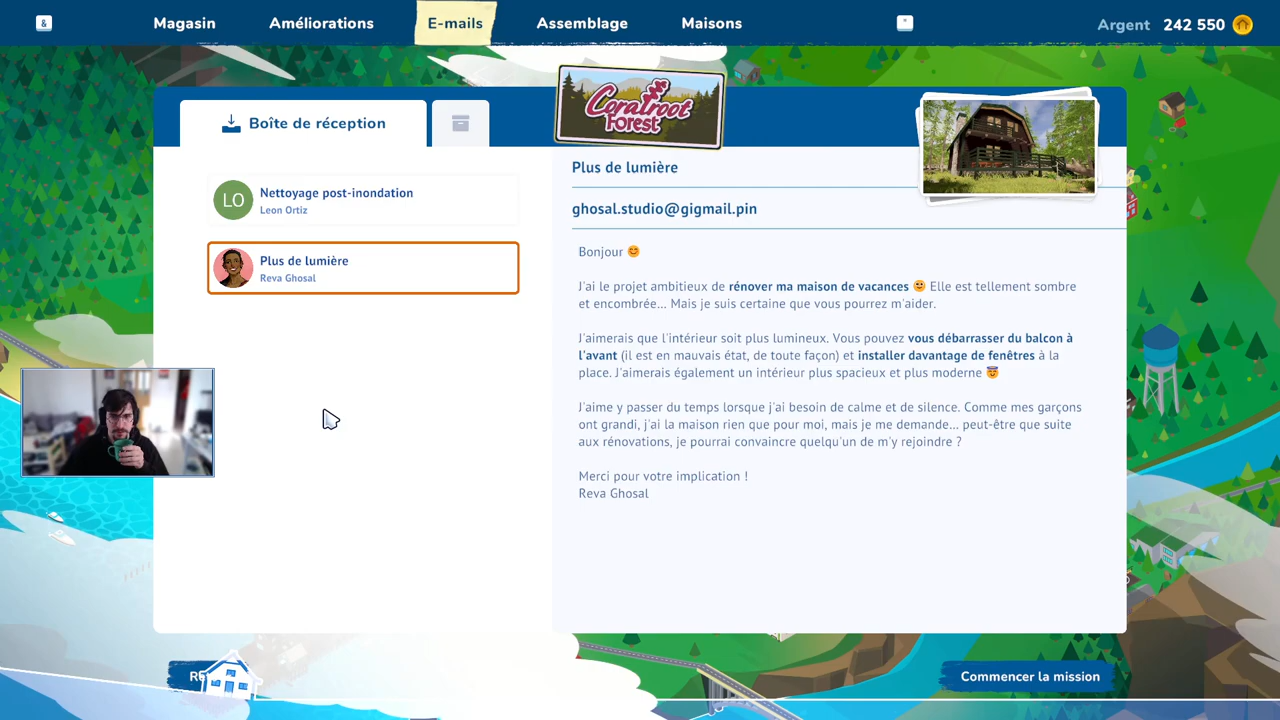 &
Magasin
Améliorations
E-mails
Assemblage
Maisons
"
Argent 242 550
Boîte de réception
Coralroot
Forest
LO
Nettoyage post-inondation
Leon Ortiz
Plus de lumière
Reva Ghosal
Plus de lumière
ghosal.studio@gigmail.pin
Bonjour 😊
J'ai le projet ambitieux de rénover ma maison de vacances 😀 Elle est tellement sombre
et encombrée... Mais je suis certaine que vous pourrez m'aider.
J'aimerais que l'intérieur soit plus lumineux. Vous pouvez vous débarrasser du balcon à
l'avant (il est en mauvais état, de toute façon) et installer davantage de fenêtres à la
place. J'aimerais également un intérieur plus spacieux et plus moderne 😇
J'aime y passer du temps lorsque j'ai besoin de calme et de silence. Comme mes garçons
ont grandi, j'ai la maison rien que pour moi, mais je me demande... peut-être que suite
aux rénovations, je pourrai convaincre quelqu'un de m'y rejoindre ?
Merci pour votre implication !
Reva Ghosal
Commencer la mission